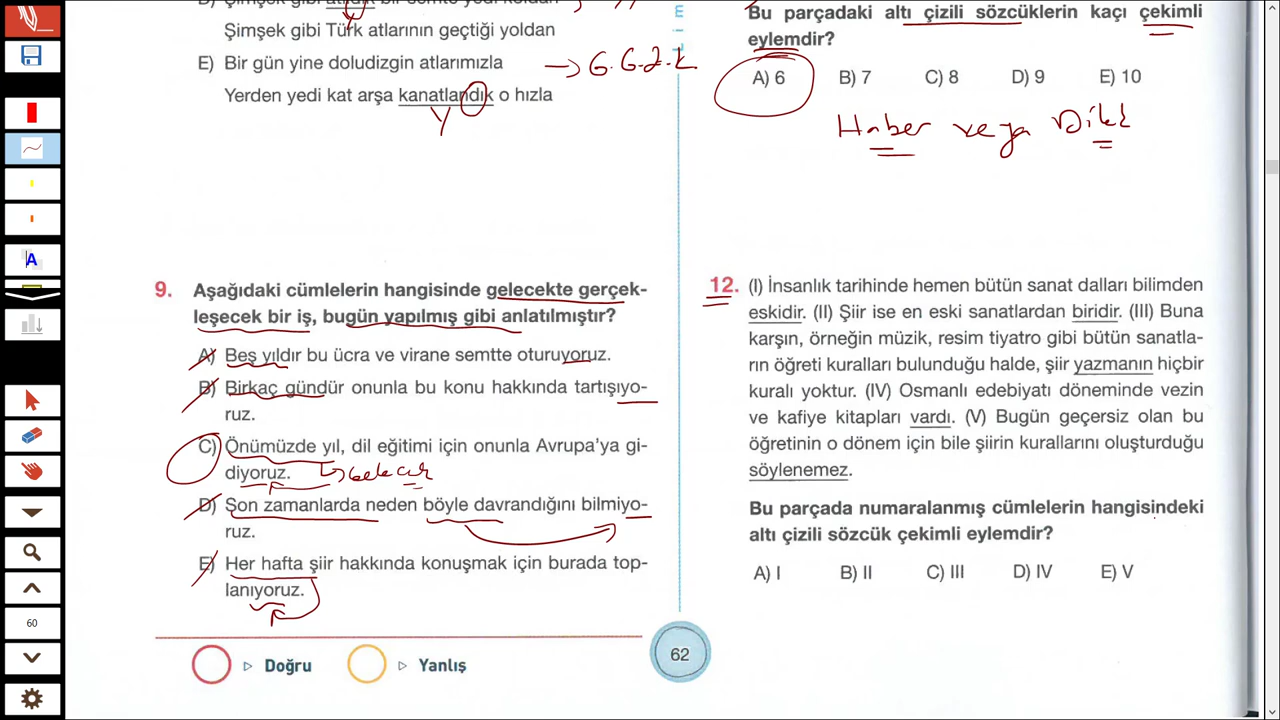 Şimşek gibi Türk atlarının geçtiği yoldan
E) Bir gün yine doludizgin atlarımızla
→ G.G.Z.K
Yerden yedi kat arşa kanatlandık o hızla
Y
9. Aşağıdaki cümlelerin hangisinde gelecekte gerçek-
leşecek bir iş, bugün yapılmış gibi anlatılmıştır?
A) Beş yıldır bu ücra ve virane semtte oturuyoruz.
B) Birkaç gündür onunla bu konu hakkında tartışıyo-
ruz.
C) Önümüzde yıl, dil eğitimi için onunla Avrupa'ya gi-
diyoruz.
D) Son zamanlarda neden böyle davrandığını bilmiyo-
ruz.
E) Her hafta şiir hakkında konuşmak için burada top-
lanıyoruz.
Doğru
Yanlış
62
Bu parçadaki altı çizili sözcüklerin kaçı çekimli
eylemdir?
A) 6 B) 7 C) 8 D) 9 E) 10
Haber veya Dilek
12. (I) İnsanlık tarihinde hemen bütün sanat dalları bilimden
eskidir. (II) Şiir ise en eski sanatlardan biridir. (III) Buna
karşın, örneğin müzik, resim tiyatro gibi bütün sanatla-
rın öğreti kuralları bulunduğu halde, şiir yazmanın hiçbir
kuralı yoktur. (IV) Osmanlı edebiyatı döneminde vezin
ve kafiye kitapları vardı. (V) Bugün geçersiz olan bu
öğretinin o dönem için bile şiirin kurallarını oluşturduğu
söylenemez.
Bu parçada numaralanmış cümlelerin hangisindeki
altı çizili sözcük çekimli eylemdir?
A) I B) II C) III D) IV E) V
A
60